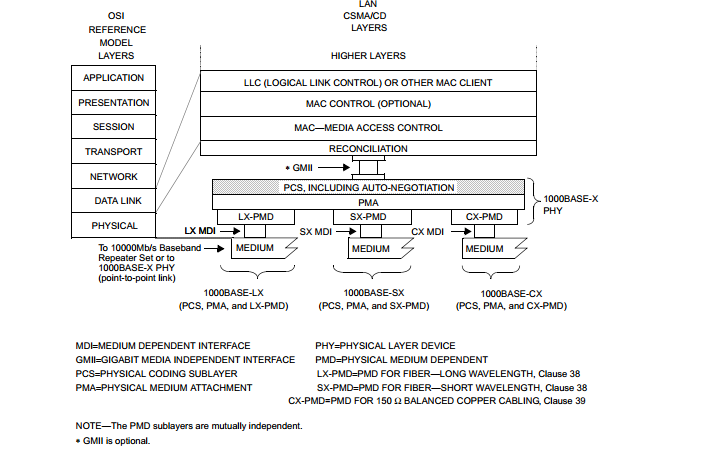 OSI
REFERENCE
MODEL
LAYERS
APPLICATION
PRESENTATION
SESSION
TRANSPORT
NETWORK
DATA LINK
PHYSICAL
LAN
CSMA/CD
LAYERS
HIGHER LAYERS
LLC (LOGICAL LINK CONTROL) OR OTHER MAC CLIENT
MAC CONTROL (OPTIONAL)
MAC—MEDIA ACCESS CONTROL
RECONCILIATION
* GMII
PCS, INCLUDING AUTO-NEGOTIATION
PMA
1000BASE-X
PHY
LX-PMD
SX-PMD
CX-PMD
LX MDI
SX MDI
CX MDI
To 10000Mb/s Baseband
Repeater Set or to
1000BASE-X PHY
(point-to-point link)
MEDIUM
MEDIUM
MEDIUM
1000BASE-LX
(PCS, PMA, and LX-PMD)
1000BASE-SX
(PCS, PMA, and SX-PMD)
1000BASE-CX
(PCS, PMA, and CX-PMD)
MDI=MEDIUM DEPENDENT INTERFACE
GMII=GIGABIT MEDIA INDEPENDENT INTERFACE
PCS=PHYSICAL CODING SUBLAYER
PMA=PHYSICAL MEDIUM ATTACHMENT
PHY=PHYSICAL LAYER DEVICE
PMD=PHYSICAL MEDIUM DEPENDENT
LX-PMD=PMD FOR FIBER—LONG WAVELENGTH, Clause 38
SX-PMD=PMD FOR FIBER—SHORT WAVELENGTH, Clause 38
CX-PMD=PMD FOR 150 Ω BALANCED COPPER CABLING, Clause 39
NOTE—The PMD sublayers are mutually independent.
* GMII is optional.